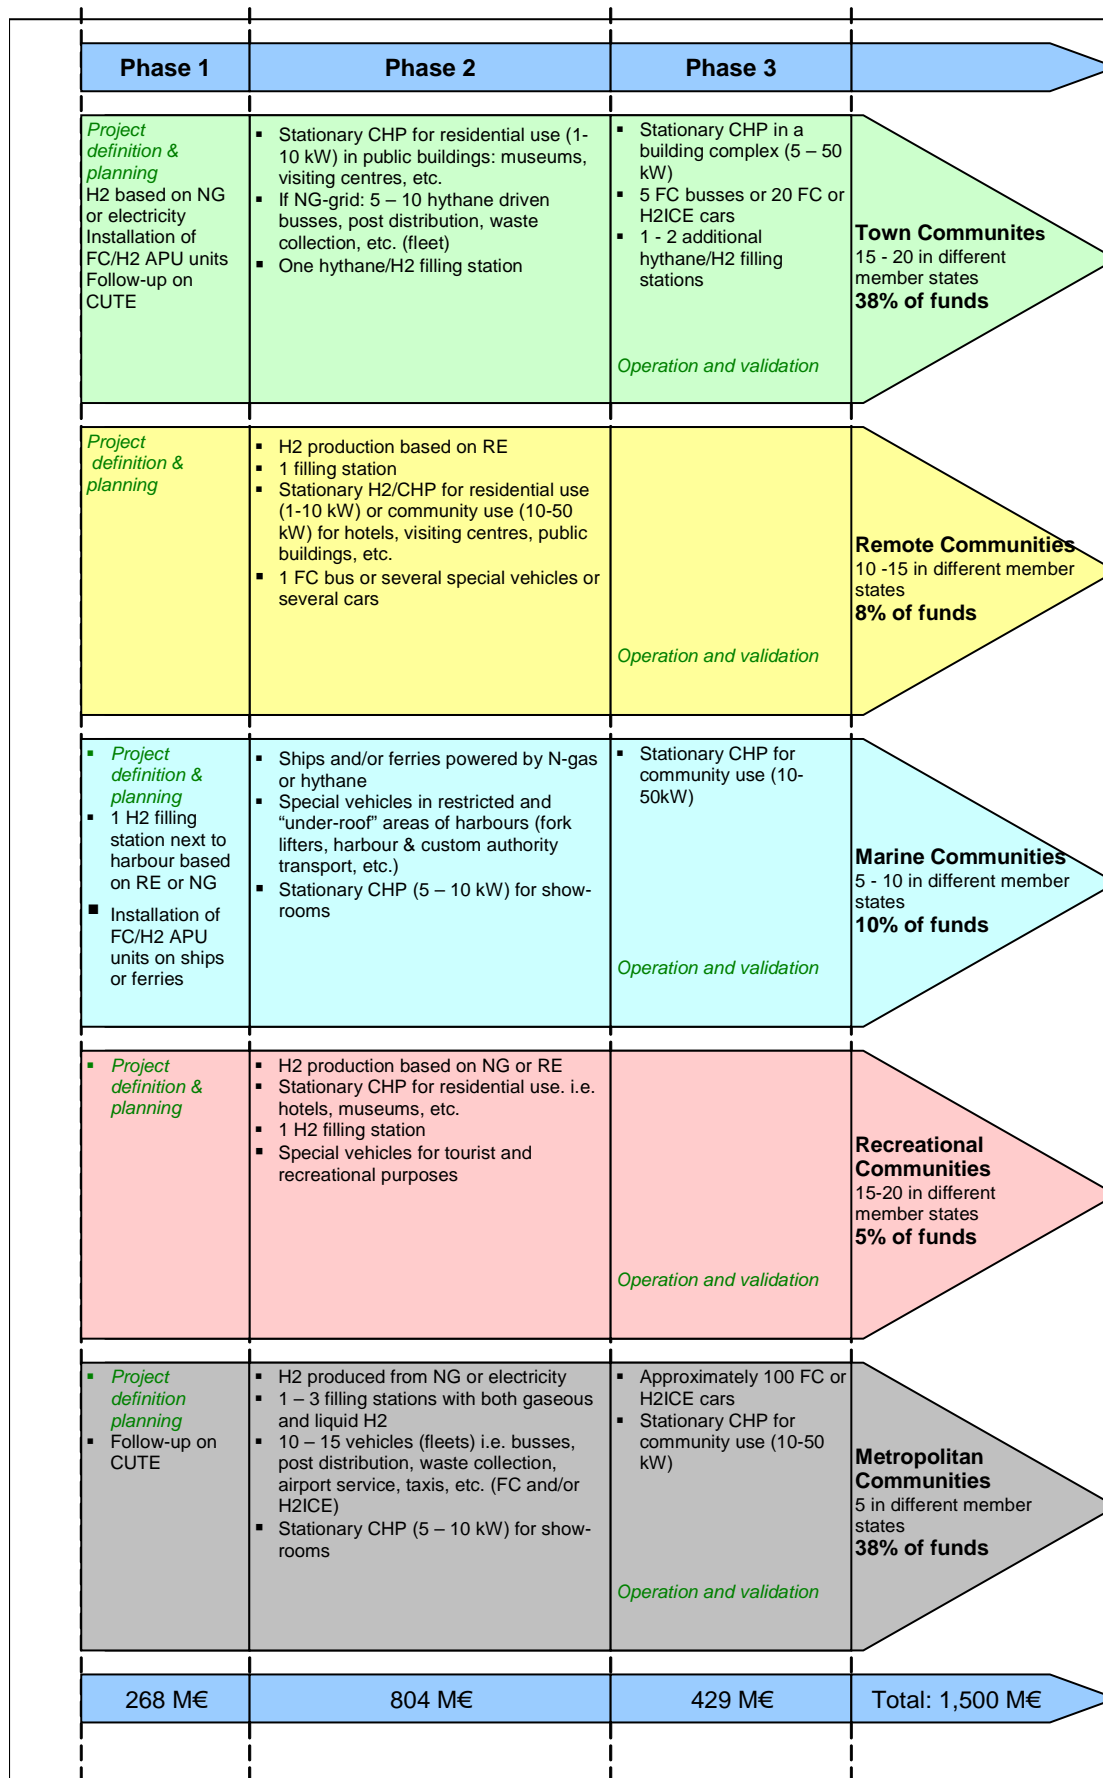 Phase 1
Phase 2
Phase 3
Project
definition &
planning
H2 based on NG
or electricity
Installation of
FC/H2 APU units
Follow-up on
CUTE
▪ Stationary CHP for residential use (1-
10 kW) in public buildings: museums,
visiting centres, etc.
▪ If NG-grid: 5 – 10 hythane driven
busses, post distribution, waste
collection, etc. (fleet)
▪ One hythane/H2 filling station
▪ Stationary CHP in a
building complex (5 – 50
kW)
▪ 5 FC busses or 20 FC or
H2ICE cars
▪ 1 - 2 additional
hythane/H2 filling
stations
Operation and validation
Town Communites
15 - 20 in different
member states
38% of funds
Project
definition &
planning
▪ H2 production based on RE
▪ 1 filling station
▪ Stationary H2/CHP for residential use
(1-10 kW) or community use (10-50
kW) for hotels, visiting centres, public
buildings, etc.
▪ 1 FC bus or several special vehicles or
several cars
Operation and validation
Remote Communities
10 -15 in different member
states
8% of funds
▪ Project
definition &
planning
▪ 1 H2 filling
station next to
harbour based
on RE or NG
▪ Installation of
FC/H2 APU
units on ships
or ferries
▪ Ships and/or ferries powered by N-gas
or hythane
▪ Special vehicles in restricted and
“under-roof” areas of harbours (fork
lifters, harbour & custom authority
transport, etc.)
▪ Stationary CHP (5 – 10 kW) for show-
rooms
▪ Stationary CHP for
community use (10-
50kW)
Operation and validation
Marine Communities
5 - 10 in different member
states
10% of funds
▪ Project
definition &
planning
▪ H2 production based on NG or RE
▪ Stationary CHP for residential use. i.e.
hotels, museums, etc.
▪ 1 H2 filling station
▪ Special vehicles for tourist and
recreational purposes
Operation and validation
Recreational
Communities
15-20 in different
member states
5% of funds
▪ Project
definition
planning
▪ Follow-up on
CUTE
▪ H2 produced from NG or electricity
▪ 1 – 3 filling stations with both gaseous
and liquid H2
▪ 10 – 15 vehicles (fleets) i.e. busses,
post distribution, waste collection,
airport service, taxis, etc. (FC and/or
H2ICE)
▪ Stationary CHP (5 – 10 kW) for show-
rooms
▪ Approximately 100 FC or
H2ICE cars
▪ Stationary CHP for
community use (10-50
kW)
Operation and validation
Metropolitan
Communities
5 in different member
states
38% of funds
268 M€
804 M€
429 M€
Total: 1,500 M€